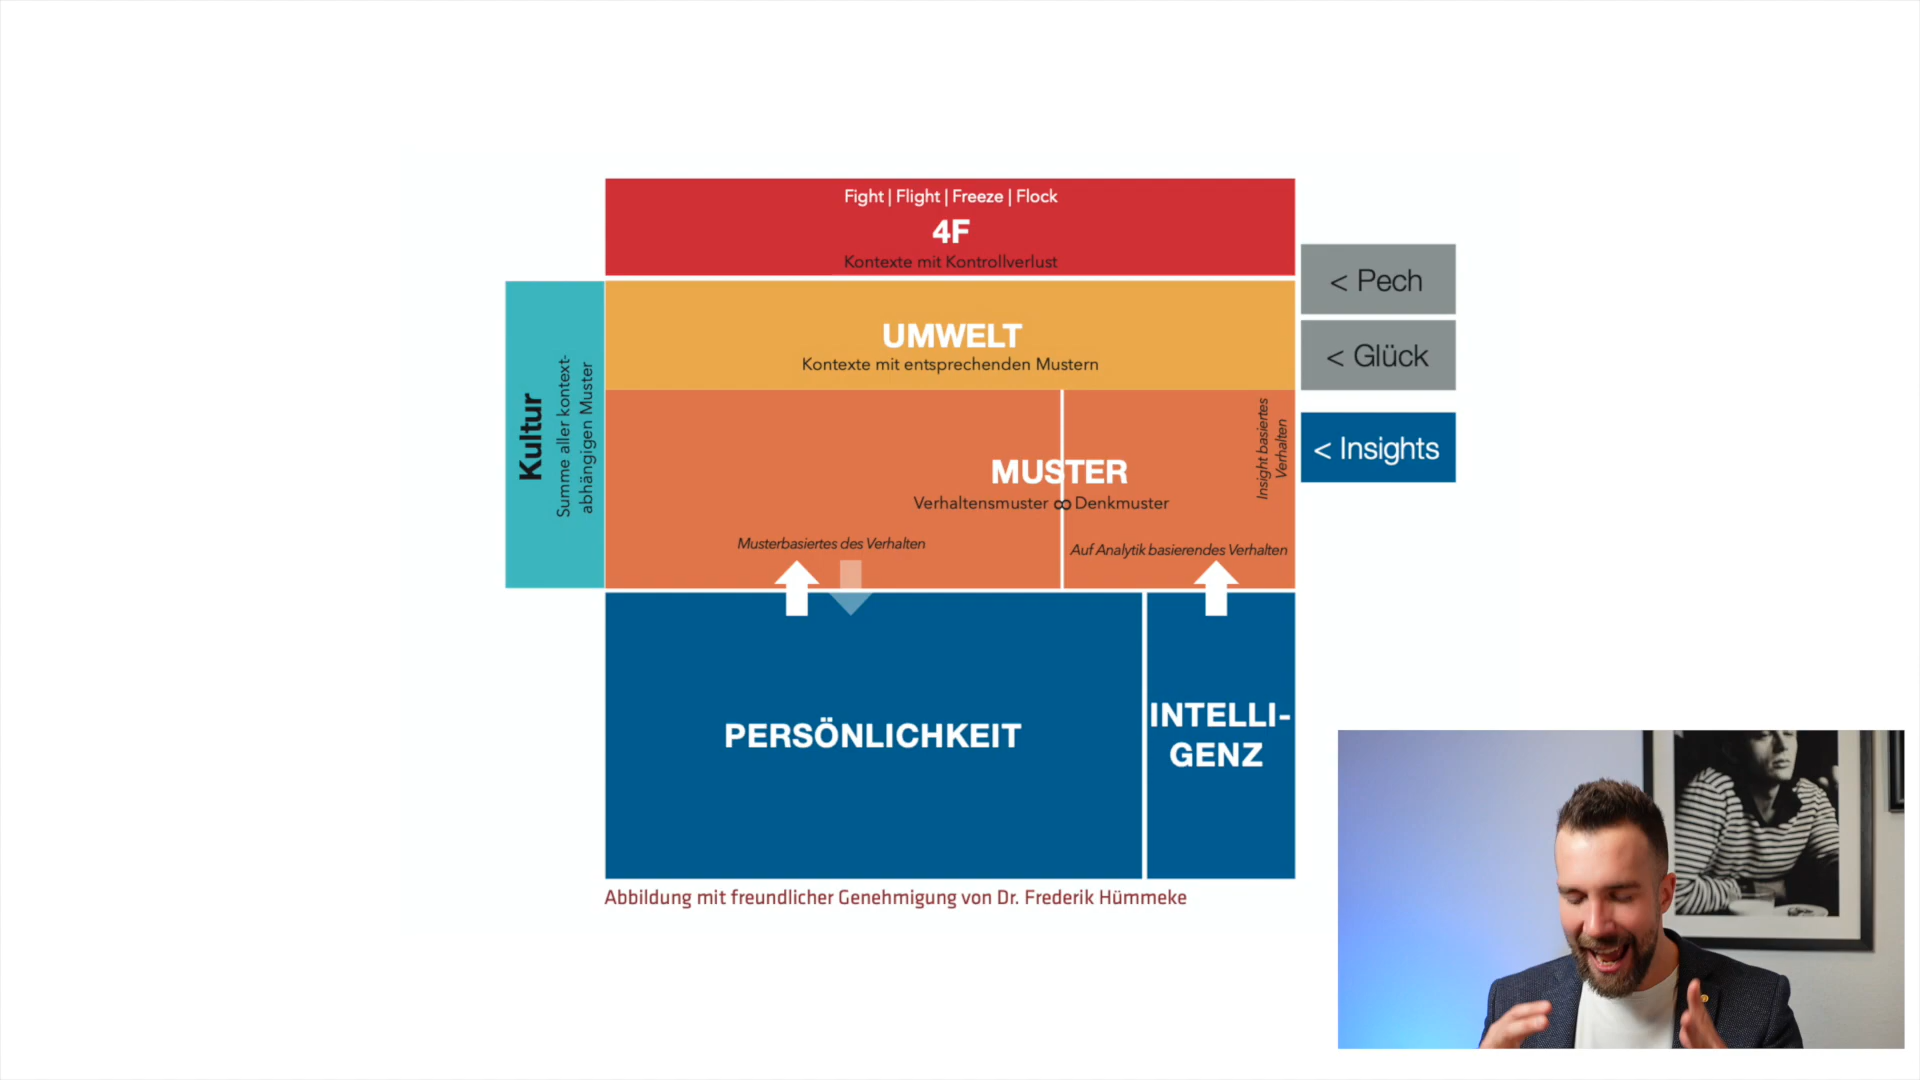 Fight | Flight | Freeze | Flock
4F
Kontexte mit Kontrollverlust
< Pech
< Glück
< Insights
Kultur
Summe aller kontext-
abhängigen Muster
UMWELT
Kontexte mit entsprechenden Mustern
MUSTER
Verhaltensmuster ∞ Denkmuster
Insight basiertes
Verhalten
Musterbasiertes des Verhalten
Auf Analytik basierendes Verhalten
PERSÖNLICHKEIT
INTELLI-
GENZ
Abbildung mit freundlicher Genehmigung von Dr. Frederik Hümmeke